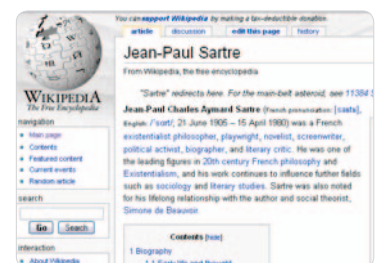 You can support Wikipedia by making a tax-deductible donation.
article discussion edit this page history
Jean-Paul Sartre
From Wikipedia, the free encyclopedia
"Sartre" redirects here. For the main-belt asteroid, see 11384
Jean-Paul Charles Aymard Sartre (French pronunciation: [saʁtʁ],
English: /ˈsɑrt/; 21 June 1905 – 15 April 1980) was a French
existentialist philosopher, playwright, novelist, screenwriter,
political activist, biographer, and literary critic. He was one of
the leading figures in 20th century French philosophy and
Existentialism, and his work continues to influence further fields
such as sociology and literary studies. Sartre was also noted
for his lifelong relationship with the author and social theorist,
Simone de Beauvoir.
Contents [hide]
1 Biography
WIKIPEDIA
The Free Encyclopedia
navigation
Main page
Contents
Featured content
Current events
Random article
search
Go Search
interaction
About Wikipedia